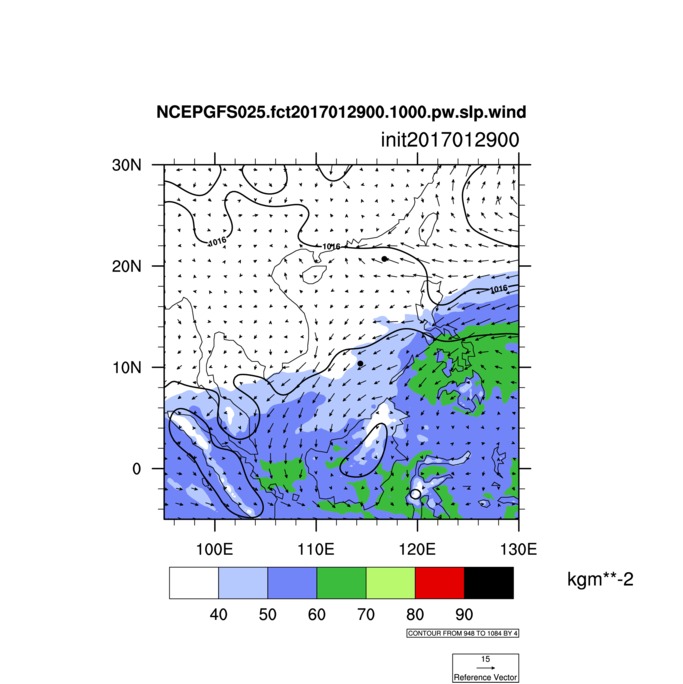 NCEPGFS025.fct2017012900.1000.pw.slp.wind
init2017012900
30N
1016
1016
20N
1016
10N
0
100E 110E 120E 130E
kgm**-2
40 50 60 70 80 90
CONTOUR FROM 948 TO 1084 BY 4
15
Reference Vector